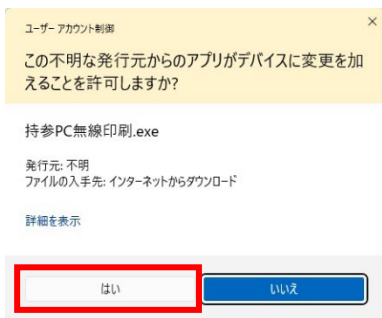 ユーザー アカウント制御
この不明な発行元からのアプリがデバイスに変更を加
えることを許可しますか?
持参PC無線印刷.exe
発行元: 不明
ファイルの入手先: インターネットからダウンロード
詳細を表示
はい
いいえ